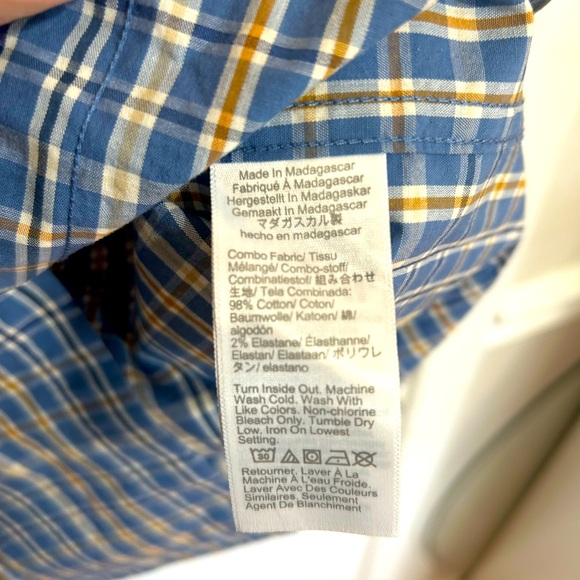 Made In Madagascar
Fabriqué À Madagascar
Hergestellt In Madagaskar
Gemaakt In Madagascar
マダガスカル製
hecho en madagascar
Combo Fabric/ Tissu
Mélangé/ Combo-stoff/
Combinatiestof/ 組み合わせ
生地/ Tela Combinada:
98% Cotton/ Coton/
Baumwolle/ Katoen/ 綿/
algodón
2% Elastane/ Élasthanne/
Elastan/ Elastaan/ ポリウレ
タン/ elastano
Turn Inside Out. Machine
Wash Cold. Wash With
Like Colors. Non-chlorine
Bleach Only. Tumble Dry
Low. Iron On Lowest
Setting.
30
Retourner. Laver À La
Machine À L'eau Froide.
Laver Avec Des Couleurs
Similaires. Seulement
Agent De Blanchiment